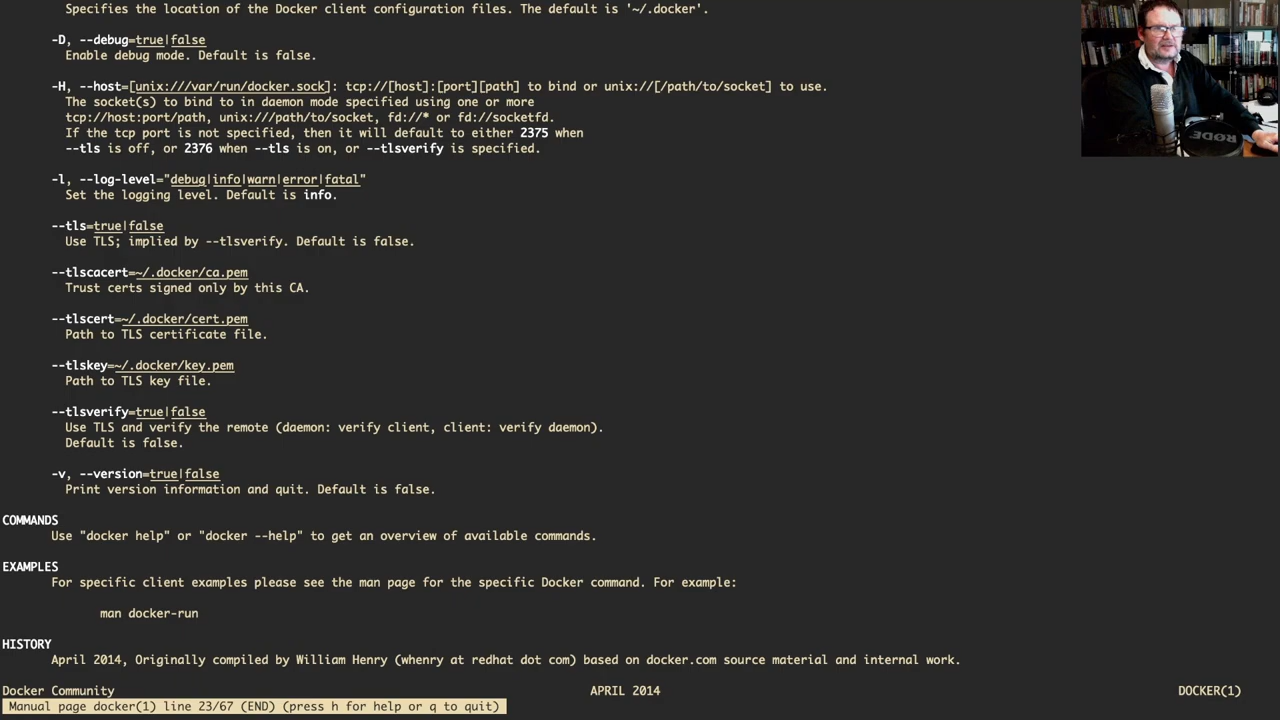 Specifies the location of the Docker client configuration files. The default is '~/.docker'.
-D, --debug=true|false
Enable debug mode. Default is false.
-H, --host=[unix:///var/run/docker.sock]: tcp://[host]:[port][path] to bind or unix://[/path/to/socket] to use.
The socket(s) to bind to in daemon mode specified using one or more
tcp://host:port/path, unix:///path/to/socket, fd://* or fd://socketfd.
If the tcp port is not specified, then it will default to either 2375 when
--tls is off, or 2376 when --tls is on, or --tlsverify is specified.
-l, --log-level="debug|info|warn|error|fatal"
Set the logging level. Default is info.
--tls=true|false
Use TLS; implied by --tlsverify. Default is false.
--tlscacert=~/.docker/ca.pem
Trust certs signed only by this CA.
--tlscert=~/.docker/cert.pem
Path to TLS certificate file.
--tlskey=~/.docker/key.pem
Path to TLS key file.
--tlsverify=true|false
Use TLS and verify the remote (daemon: verify client, client: verify daemon).
Default is false.
-v, --version=true|false
Print version information and quit. Default is false.
COMMANDS
Use "docker help" or "docker --help" to get an overview of available commands.
EXAMPLES
For specific client examples please see the man page for the specific Docker command. For example:
man docker-run
HISTORY
April 2014, Originally compiled by William Henry (whenry at redhat dot com) based on docker.com source material and internal work.
Docker Community APRIL 2014 DOCKER(1)
Manual page docker(1) line 23/67 (END) (press h for help or q to quit)
RØDE